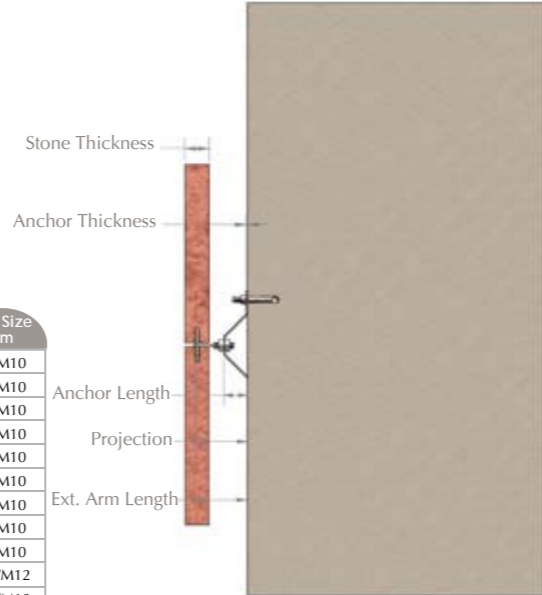 Stone Thickness
Anchor Thickness
Size
m
M10
M10
M10
M10
M10
M10
M10
M10
M10
M12
Anchor Length
Projection
Ext. Arm Length